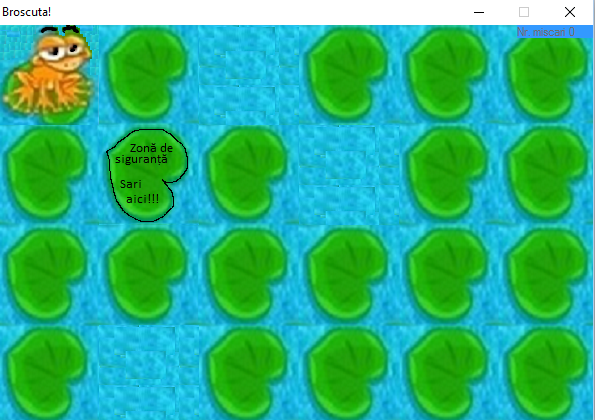 Broscuta!
Nr. miscari 0
Zonă de
siguranță
Sari
aici!!!